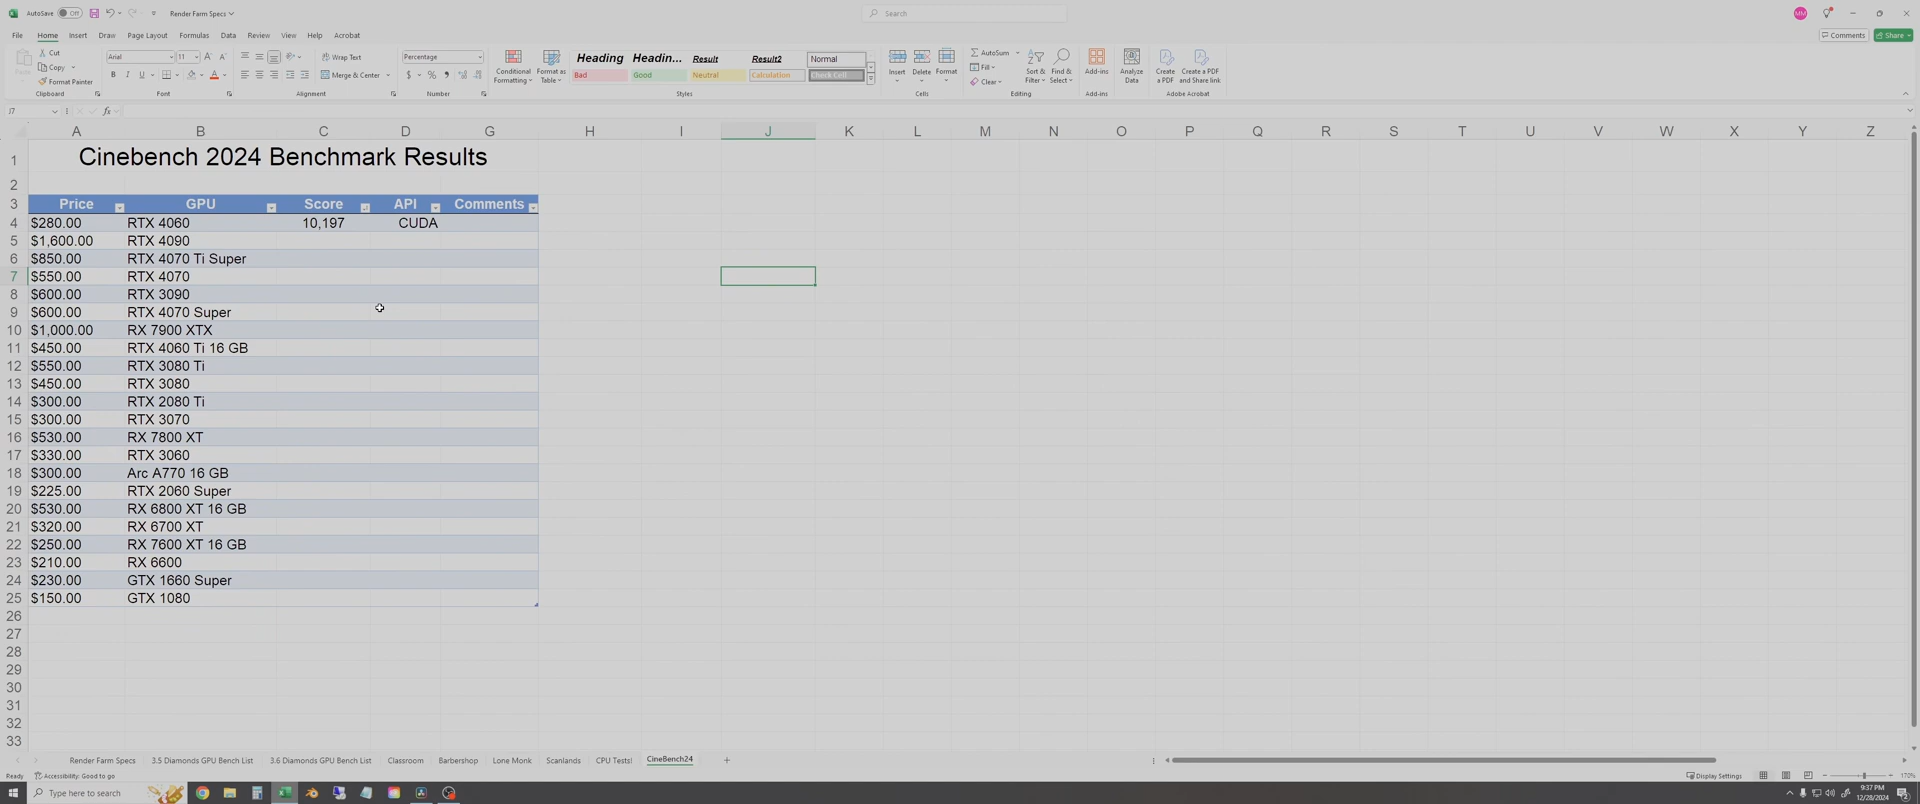 AutoSave Off Render Farm Specs Search MM
File Home Insert Draw Page Layout Formulas Data Review View Help Acrobat Comments Share
Cut
Copy
Format Painter
Clipboard
Arial 11
B I U
Font
Wrap Text
Merge & Center
Alignment
Percentage
$ % 9
Number
Conditional Formatting
Format as Table
Heading Headin... Result Result2 Normal
Bad Good Neutral Calculation Check Cell
Styles
Insert Delete Format
Cells
AutoSum
Fill
Clear
Sort & Filter
Find & Select
Editing
Add-ins
Add-ins
Analyze Data
Create a PDF
Create a PDF and Share link
Adobe Acrobat
J7 fx
A B C D G H I J K L M N O P Q R S T U V W X Y Z
1 Cinebench 2024 Benchmark Results
2
3 Price GPU Score API Comments
4 $280.00 RTX 4060 10,197 CUDA
5 $1,600.00 RTX 4090
6 $850.00 RTX 4070 Ti Super
7 $550.00 RTX 4070
8 $600.00 RTX 3090
9 $600.00 RTX 4070 Super
10 $1,000.00 RX 7900 XTX
11 $450.00 RTX 4060 Ti 16 GB
12 $550.00 RTX 3080 Ti
13 $450.00 RTX 3080
14 $300.00 RTX 2080 Ti
15 $300.00 RTX 3070
16 $530.00 RX 7800 XT
17 $330.00 RTX 3060
18 $300.00 Arc A770 16 GB
19 $225.00 RTX 2060 Super
20 $530.00 RX 6800 XT 16 GB
21 $320.00 RX 6700 XT
22 $250.00 RX 7600 XT 16 GB
23 $210.00 RX 6600
24 $230.00 GTX 1660 Super
25 $150.00 GTX 1080
26
27
28
29
30
31
32
33
Render Farm Specs 3.5 Diamonds GPU Bench List 3.6 Diamonds GPU Bench List Classroom Barbershop Lone Monk Scanlands CPU Tests! CineBench24
Ready Accessibility: Good to go Display Settings 170%
Type here to search 9:37 PM
12/28/2024